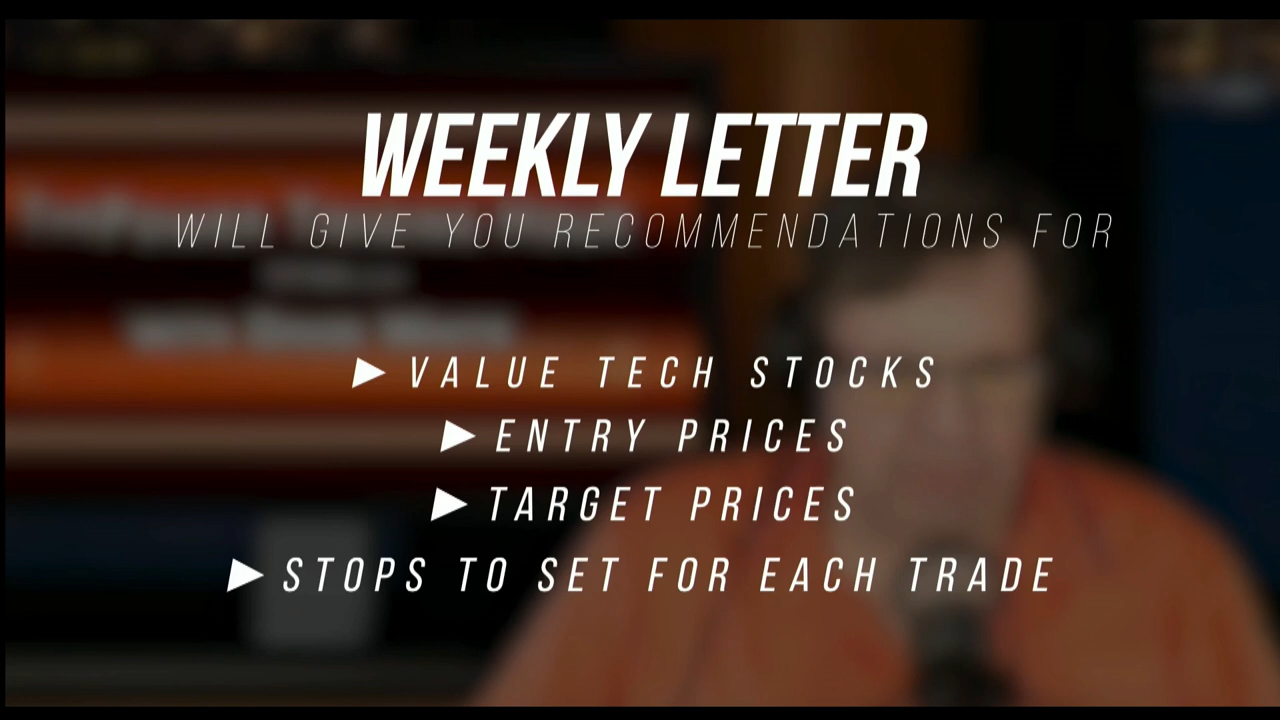 WEEKLY LETTER
WILL GIVE YOU RECOMMENDATIONS FOR
▶ VALUE TECH STOCKS
▶ ENTRY PRICES
▶ TARGET PRICES
▶ STOPS TO SET FOR EACH TRADE